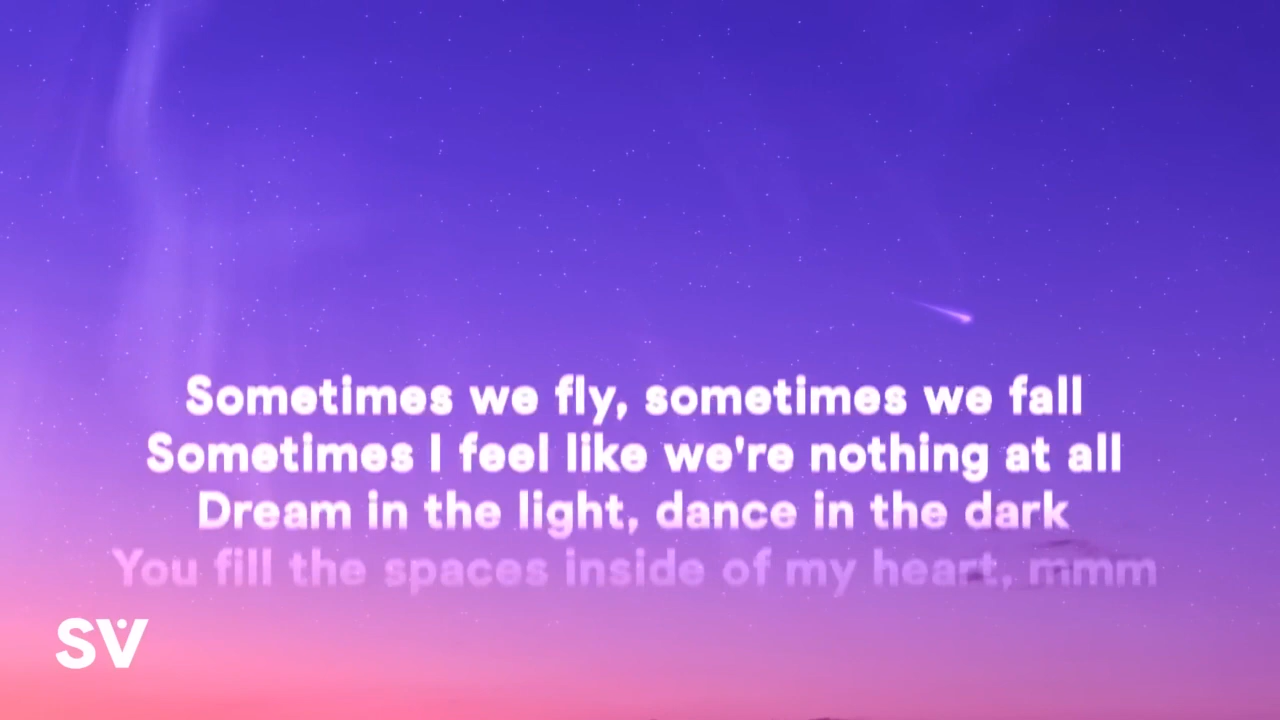 Sometimes we fly, sometimes we fall
Sometimes I feel like we're nothing at all
Dream in the light, dance in the dark
You fill the spaces inside of my heart, mmm
SV